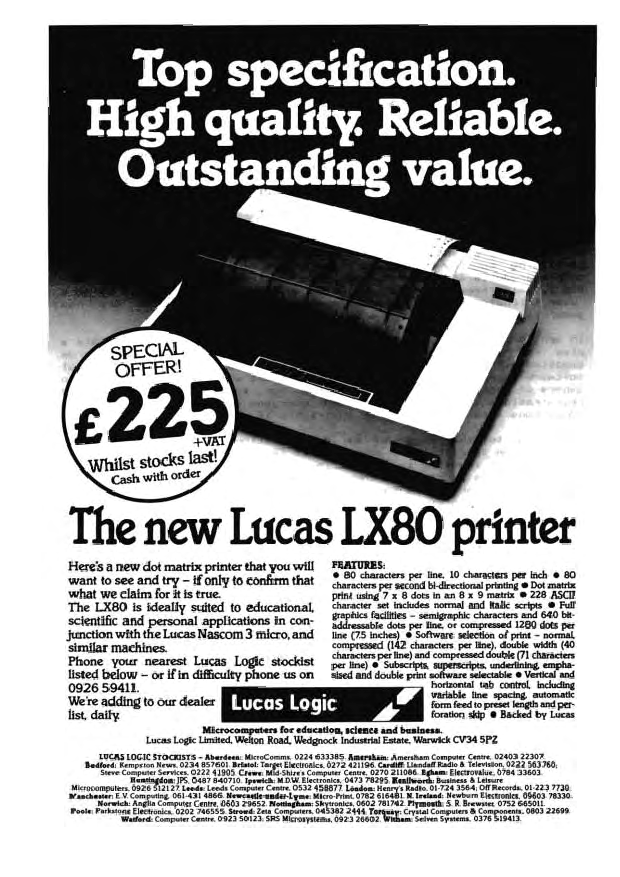 Top specification.
High quality. Reliable.
Outstanding value.
SPECIAL
OFFER!
£225
+VAT
Whilst stocks last!
Cash with order
The new Lucas LX80 printer
Here's a new dot matrix printer that you will
want to see and try – if only to confirm that
what we claim for it is true.
The LX80 is ideally suited to educational,
scientific and personal applications in con-
junction with the Lucas Nascom 3 micro, and
similar machines.
Phone your nearest Lucas Logic stockist
listed below – or if in difficulty phone us on
0926 59411.
We're adding to our dealer
list, daily.
Lucas Logic
FEATURES:
● 80 characters per line, 10 characters per inch ● 80
characters per second bi-directional printing ● Dot matrix
print using 7 x 8 dots in an 8 x 9 matrix ● 228 ASCII
character set includes normal and italic scripts ● Full
graphics facilities – semigraphic characters and 640 bit-
addressable dots per line, or compressed 1280 dots per
line (7.5 inches) ● Software selection of print – normal,
compressed (142 characters per line), double width (40
characters per line) and compressed double (71 characters
per line) ● Subscripts, superscripts, underlining, empha-
sised and double print software selectable ● Vertical and
horizontal tab control, including
variable line spacing, automatic
form feed to preset length and per-
foration skip ● Backed by Lucas
Microcomputers for education, science and business.
Lucas Logic Limited, Welton Road, Wedgnock Industrial Estate, Warwick CV34 5PZ
LUCAS LOGIC STOCKISTS – Aberdeen: MicroComms. 0224 633385. Amersham: Amersham Computer Centre. 02403 22307.
Bedford: Kempston News. 0234 857601. Bristol: Target Electronics. 0272 421196. Cardiff: Llandaff Radio & Television. 0222 563760;
Steve Computer Services. 0222 41905. Crewe: Mid-Shire's Computer Centre. 0270 211086. Egham: Electrovalue. 0784 33603.
Huntingdon: JPS. 0487 840710. Ipswich: M.D.W. Electronics. 0473 78295. Kenilworth: Business & Leisure
Microcomputers. 0926 512127. Leeds: Leeds Computer Centre. 0532 458877. London: Henry's Radio. 01-724 3564; Off Records. 01-223 7730.
Manchester: E.V. Computing. 061-431 4866. Newcastle-under-Lyme: Micro-Print. 0782 616481. N. Ireland: Newburn Electronics. 09603 78330.
Norwich: Anglia Computer Centre. 0603 29652. Nottingham: Skytronics. 0602 781742. Plymouth: S. R. Brewster. 0752 665011.
Poole: Parkstone Electronics. 0202 746555. Strowd: Zeta Computers. 045382 2444. Torquay: Crystal Computers & Components. 0803 22699.
Watford: Computer Centre. 0923 50123; SRS Microsystems. 0923 26602. Witham: Selven Systems. 0376 519413.